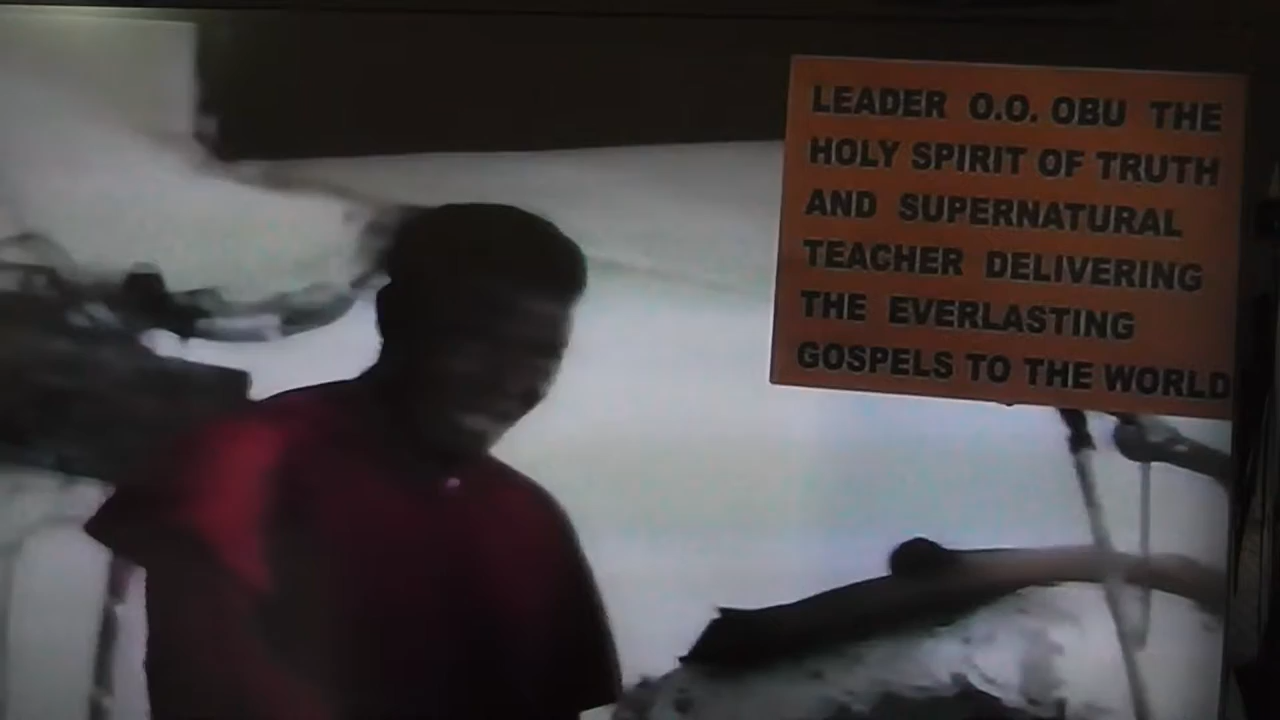 LEADER O.O. OBU THE
HOLY SPIRIT OF TRUTH
AND SUPERNATURAL
TEACHER DELIVERING
THE EVERLASTING
GOSPELS TO THE WORLD